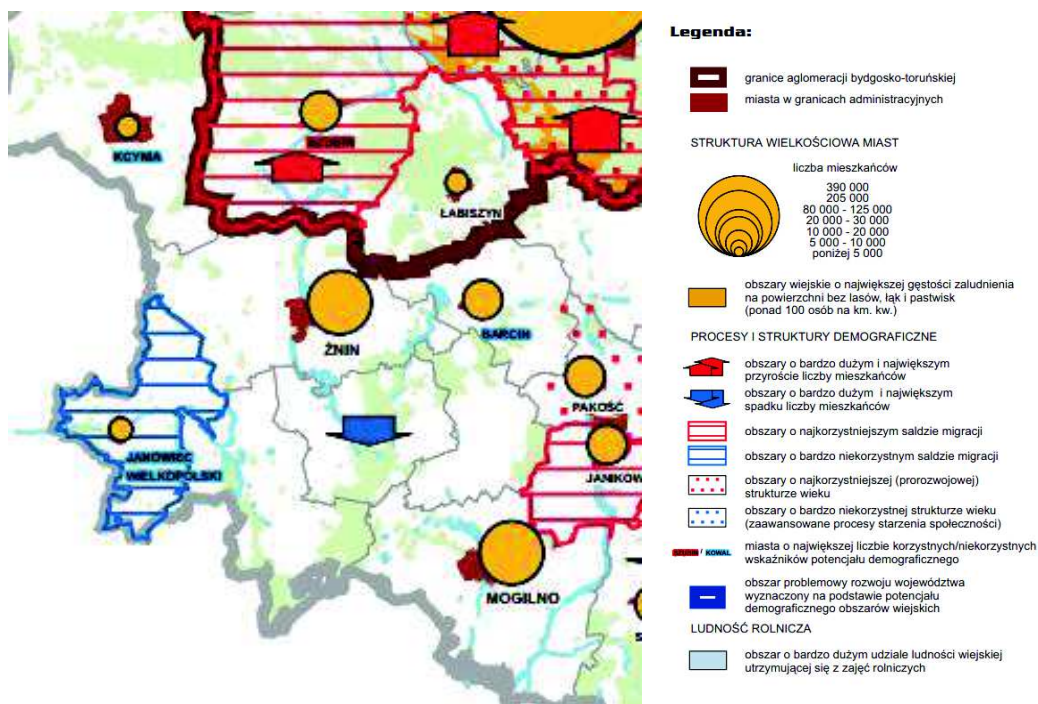 KCYNIA
SZUBIN
ŁABISZYN
ŻNIN
BARCIN
PAKOŚĆ
JANIKOW
JANOWIEC
WIELKOPOLSKI
MOGILNO
Legenda:
granice aglomeracji bydgosko-toruńskiej
miasta w granicach administracyjnych
STRUKTURA WIELKOŚCIOWA MIAST
liczba mieszkańców
390 000
205 000
80 000 - 125 000
20 000 - 30 000
10 000 - 20 000
5 000 - 10 000
poniżej 5 000
obszary wiejskie o największej gęstości zaludnienia
na powierzchni bez lasów, łąk i pastwisk
(ponad 100 osób na km. kw.)
PROCESY I STRUKTURY DEMOGRAFICZNE
obszary o bardzo dużym i największym
przyroście liczby mieszkańców
obszary o bardzo dużym i największym
spadku liczby mieszkańców
obszary o najkorzystniejszym saldzie migracji
obszary o bardzo niekorzystnym saldzie migracji
obszary o najkorzystniejszej (prorozwojowej)
strukturze wieku
obszary o bardzo niekorzystnej strukturze wieku
(zaawansowane procesy starzenia społeczności)
SZUBIN / KOWAL
miasta o największej liczbie korzystnych/niekorzystnych
wskaźników potencjału demograficznego
obszar problemowy rozwoju województwa
wyznaczony na podstawie potencjału
demograficznego obszarów wiejskich
LUDNOŚĆ ROLNICZA
obszar o bardzo dużym udziale ludności wiejskiej
utrzymującej się z zajęć rolniczych